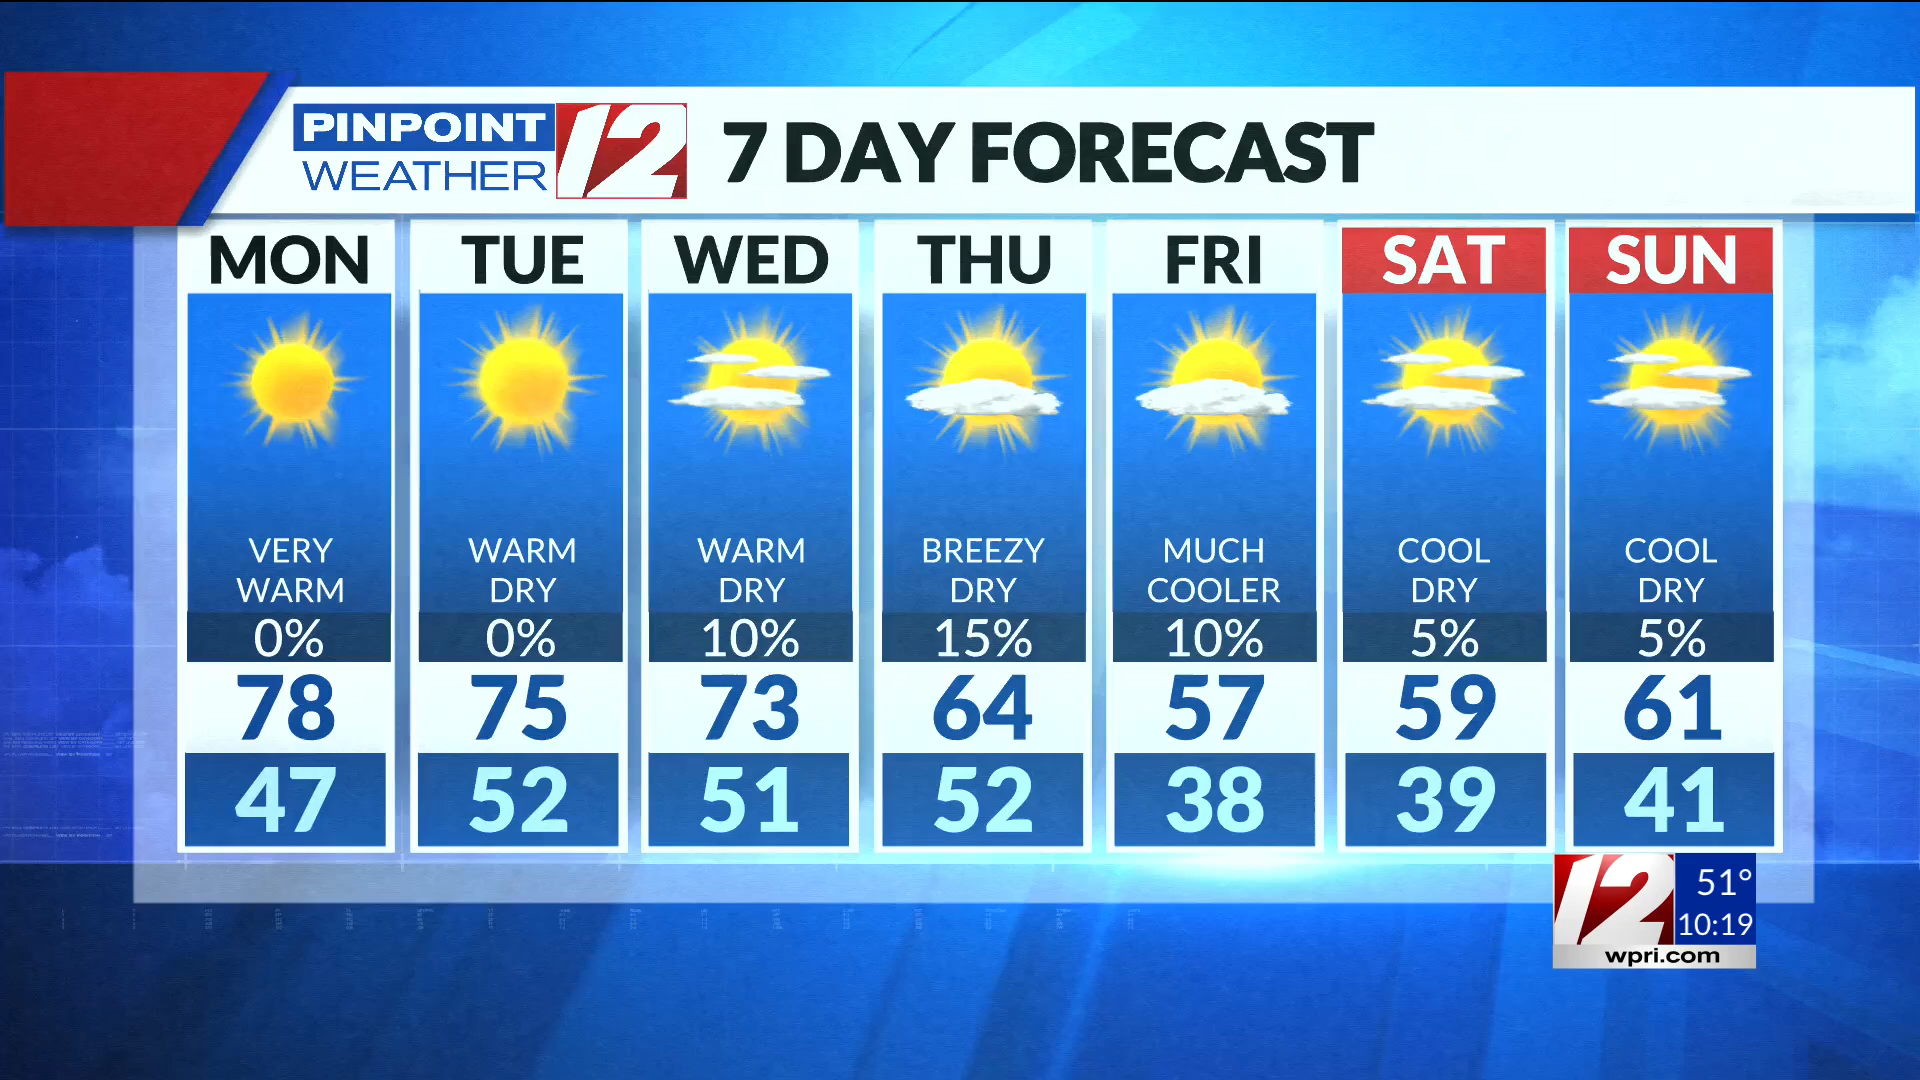 PINPOINT
WEATHER 12
7 DAY FORECAST
MON TUE WED THU FRI SAT SUN
VERY WARM WARM BREEZY MUCH COOL COOL
WARM DRY DRY DRY COOLER DRY DRY
0% 0% 10% 15% 10% 5% 5%
78 75 73 64 57 59 61
47 52 51 52 38 39 41
12 51°
10:19
wpri.com